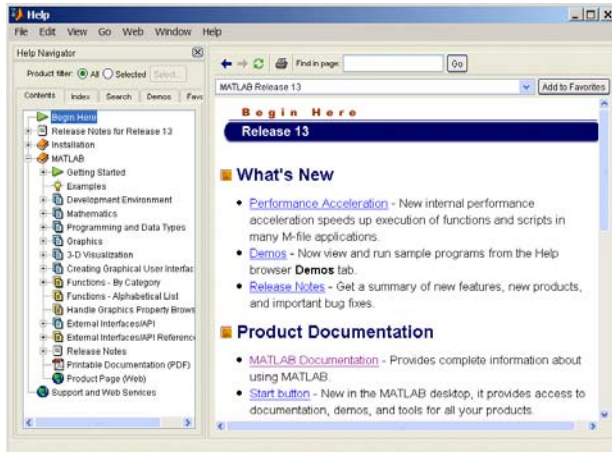 Help
File Edit View Go Web Window Help
Help Navigator
Product filter: All Selected Select...
Contents Index Search Demos Favo
Begin Here
Release Notes for Release 13
Installation
MATLAB
Getting Started
Examples
Development Environment
Mathematics
Programming and Data Types
Graphics
3-D Visualization
Creating Graphical User Interfac
Functions - By Category
Functions - Alphabetical List
Handle Graphics Property Brows
External Interfaces/API
External Interfaces/API Reference
Release Notes
Printable Documentation (PDF)
Product Page (Web)
Support and Web Services
Find in page: Go
MATLAB Release 13 Add to Favorites
Begin Here
Release 13
What's New
• Performance Acceleration - New internal performance
acceleration speeds up execution of functions and scripts in
many M-file applications.
• Demos - Now view and run sample programs from the Help
browser Demos tab.
• Release Notes - Get a summary of new features, new products,
and important bug fixes.
Product Documentation
• MATLAB Documentation - Provides complete information about
using MATLAB.
• Start button - New in the MATLAB desktop, it provides access to
documentation, demos, and tools for all your products.